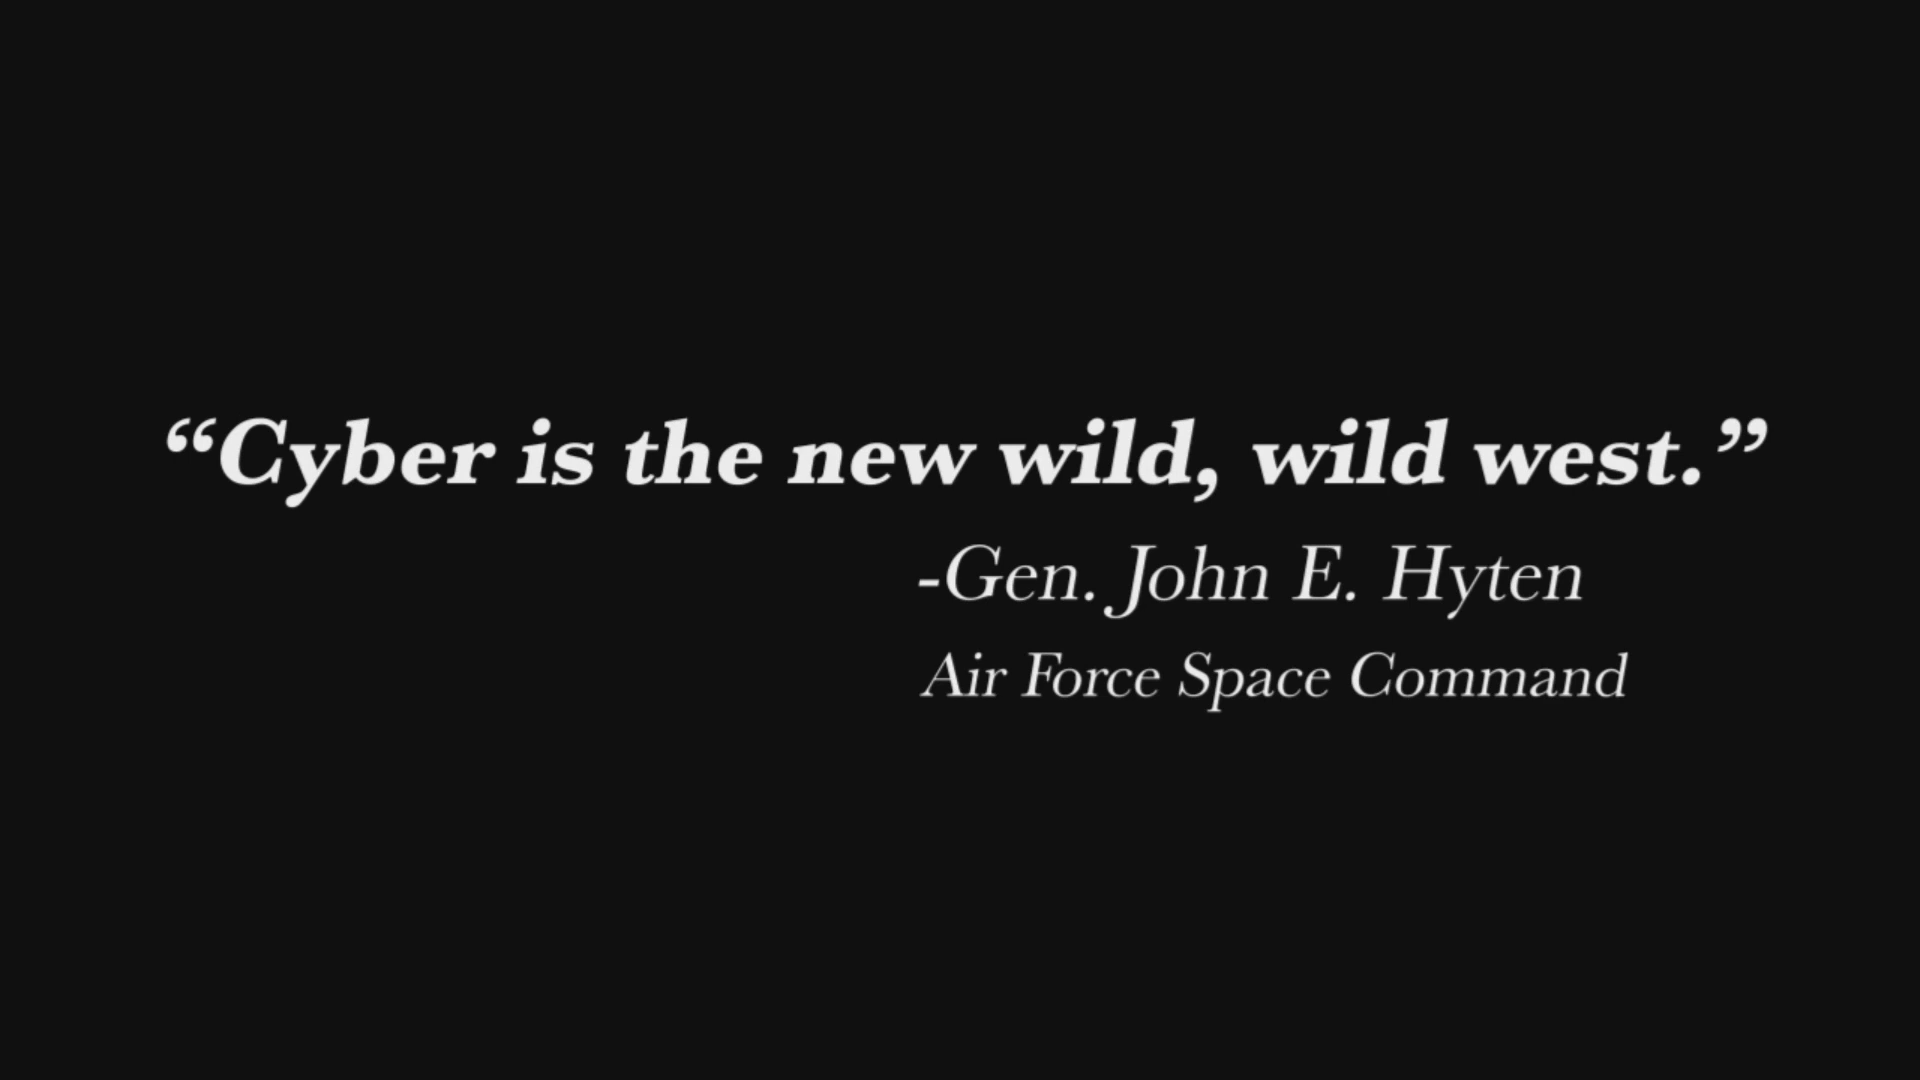 “Cyber is the new wild, wild west.”
-Gen. John E. Hyten
Air Force Space Command